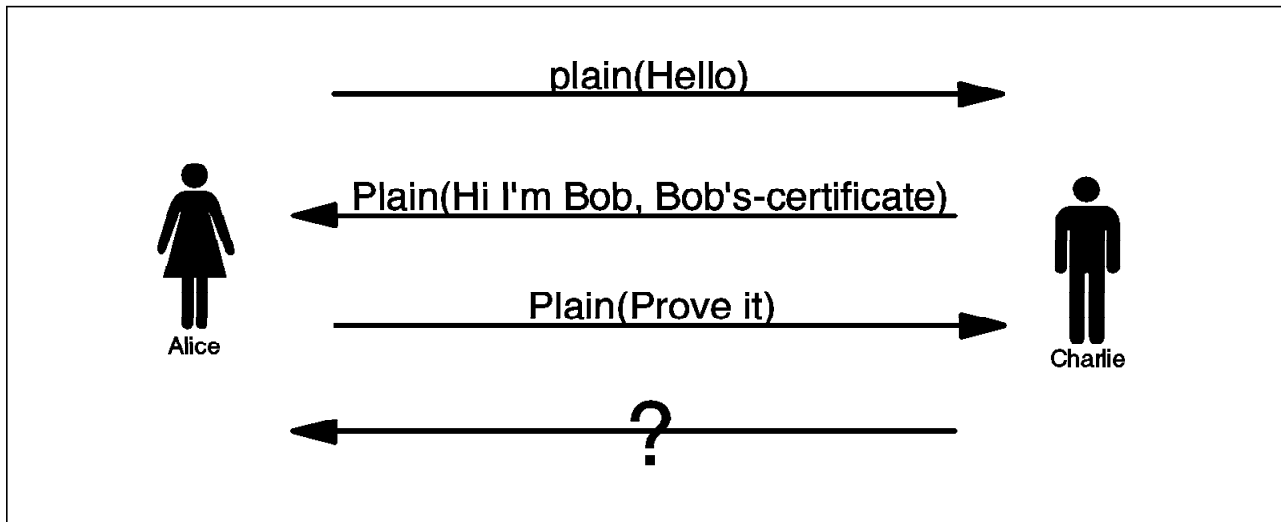 plain(Hello)
Plain(Hi I'm Bob, Bob's-certificate)
Plain(Prove it)
Alice
Charlie
?